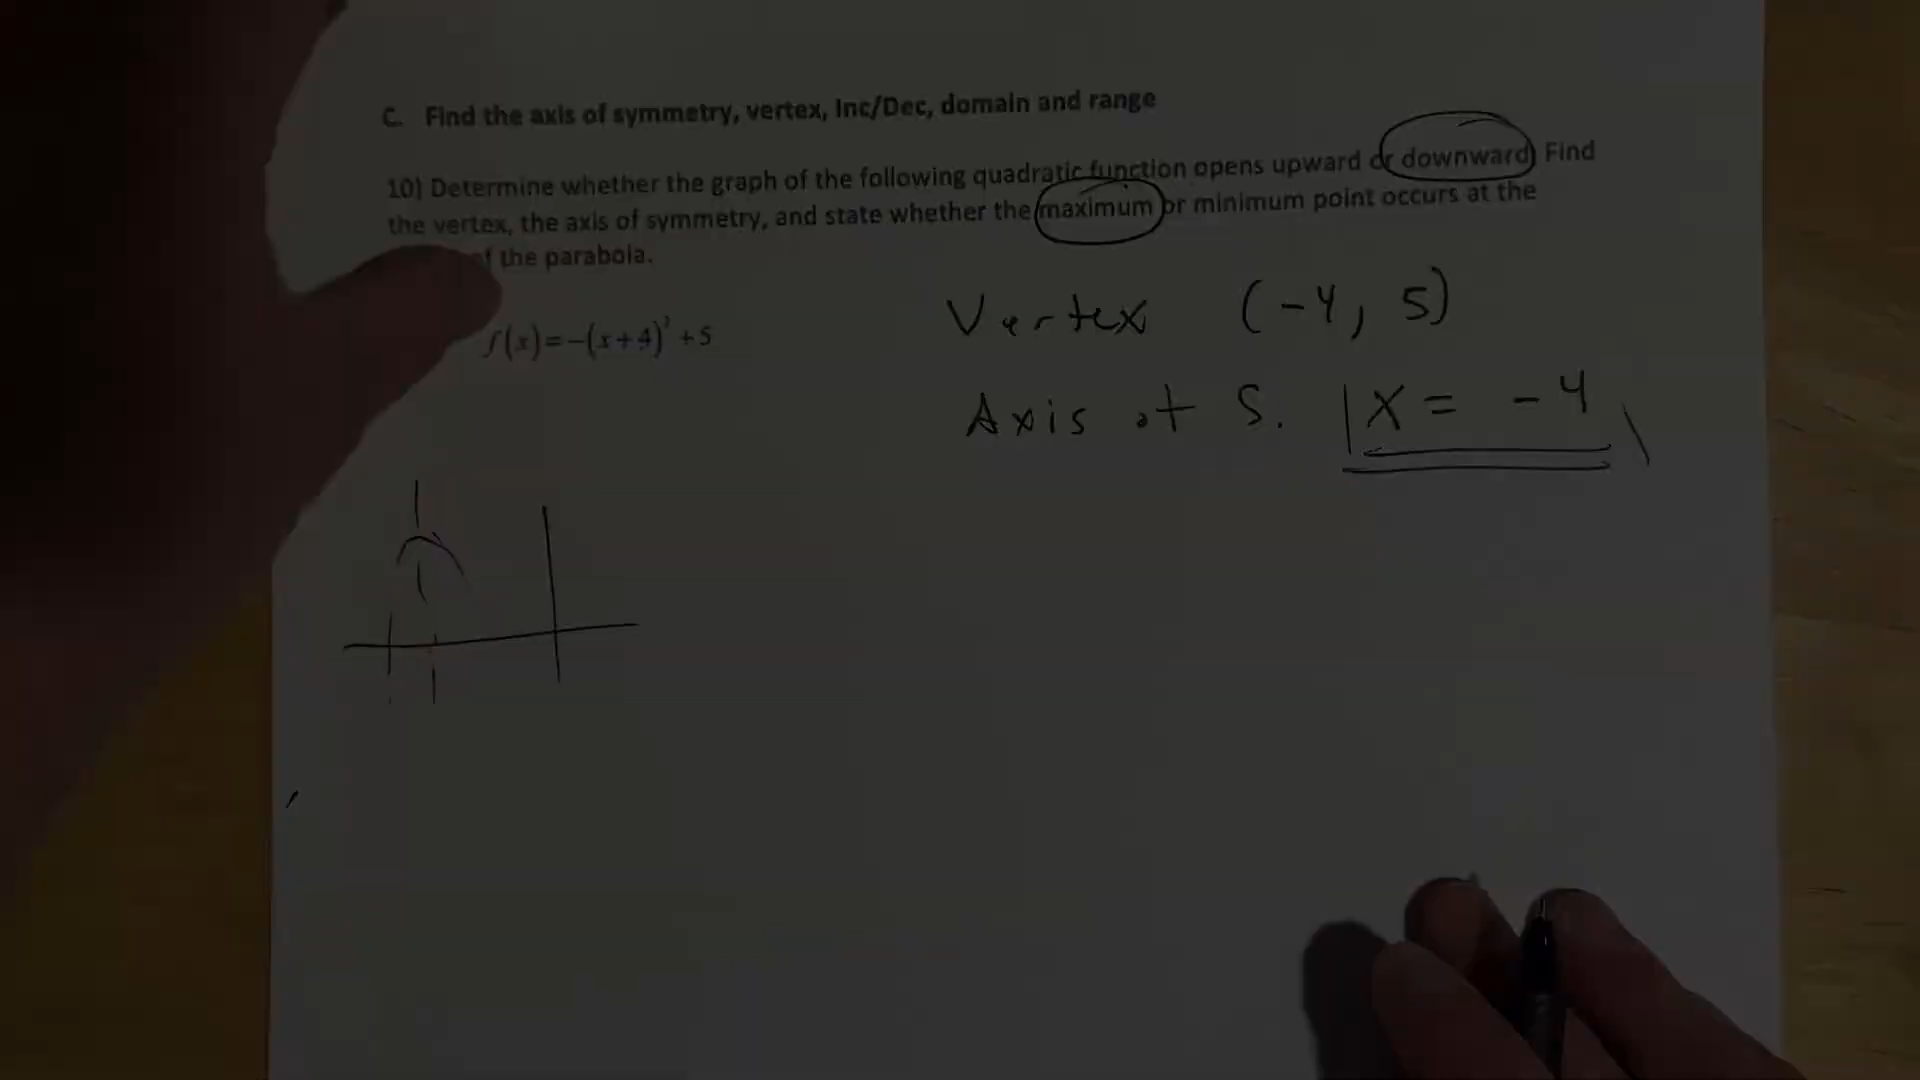 C. Find the axis of symmetry, vertex, Inc/Dec, domain and range
10) Determine whether the graph of the following quadratic function opens upward or downward. Find
the vertex, the axis of symmetry, and state whether the maximum or minimum point occurs at the
the parabola.
Vertex (-4, 5)
f(x)=-(x+4)²+5
Axis of S. X = -4